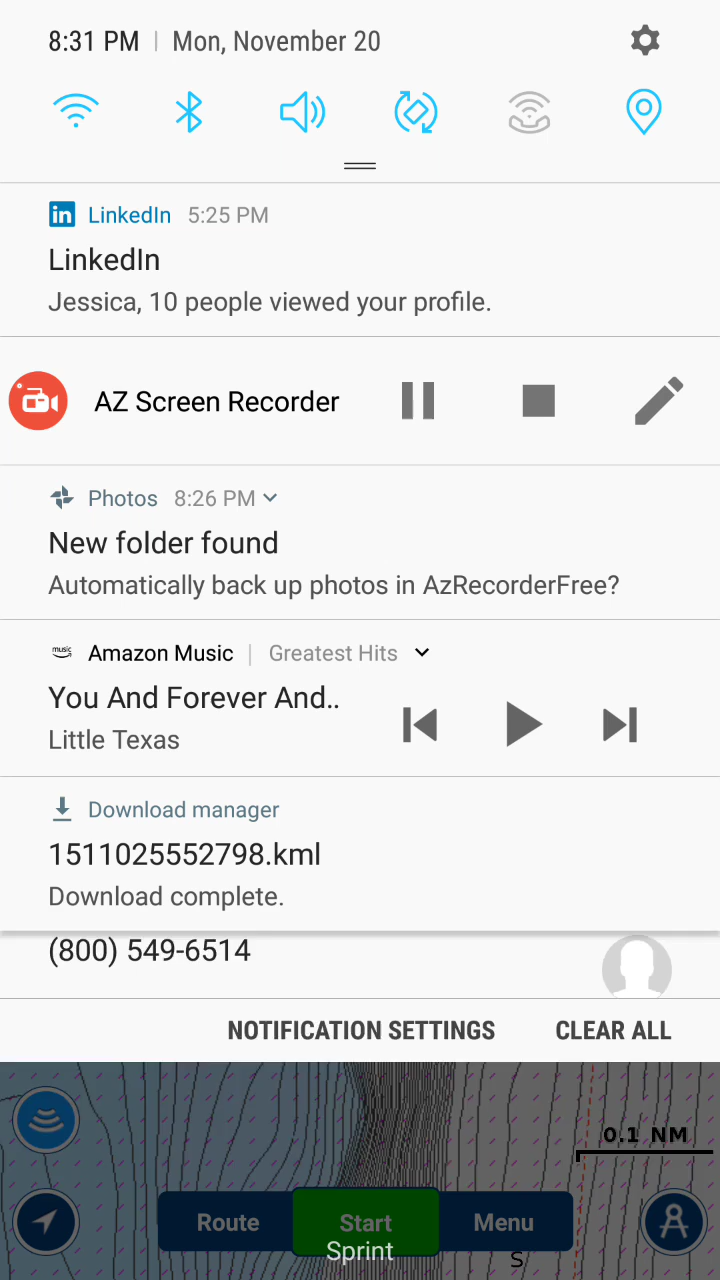 8:31 PM | Mon, November 20
in LinkedIn 5:25 PM
LinkedIn
Jessica, 10 people viewed your profile.
AZ Screen Recorder
Photos 8:26 PM
New folder found
Automatically back up photos in AzRecorderFree?
music Amazon Music | Greatest Hits
You And Forever And..
Little Texas
Download manager
1511025552798.kml
Download complete.
(800) 549-6514
NOTIFICATION SETTINGS CLEAR ALL
0.1 NM
Route Start Menu
Sprint
S